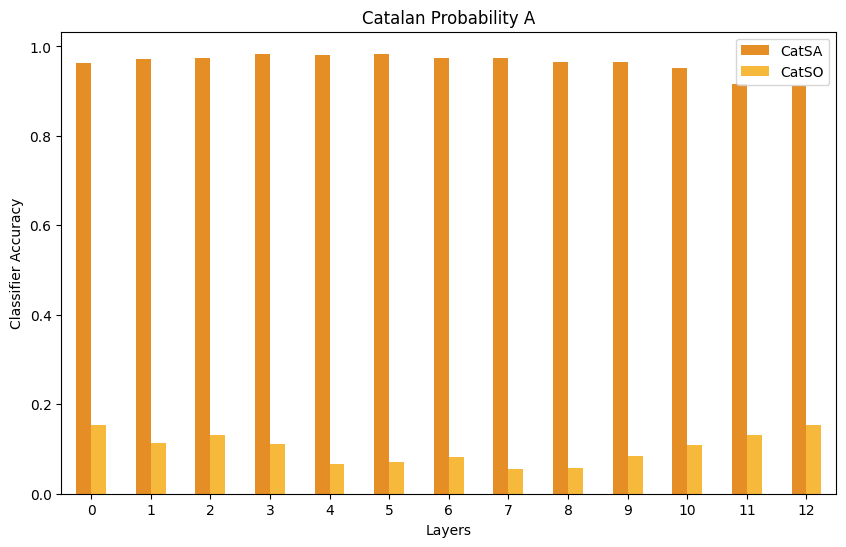 Catalan Probability A
1.0
0.8
0.6
0.4
0.2
0.0
Classifier Accuracy
CatSA
CatSO
0 1 2 3 4 5 6 7 8 9 10 11 12
Layers